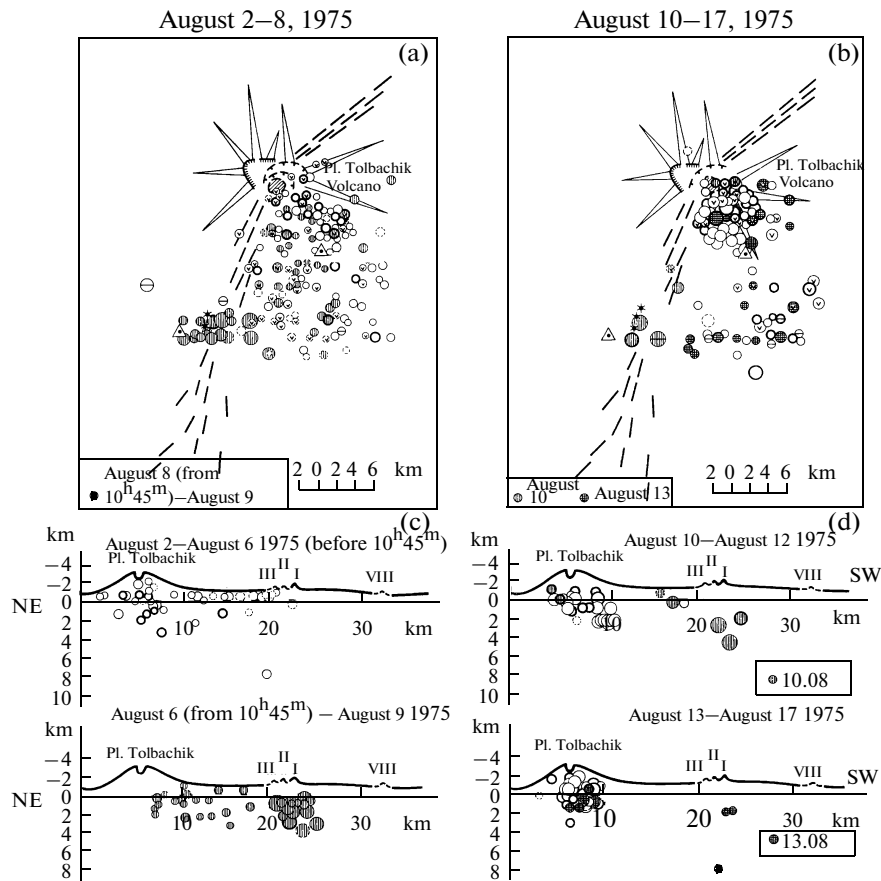 August 2–8, 1975
(a)
Pl. Tolbachik
Volcano
August 8 (from
10h45m)–August 9
2 0 2 4 6 km
August 10–17, 1975
(b)
Pl. Tolbachik
Volcano
August
10
August 13
2 0 2 4 6 km
(c)
km
August 2–August 6 1975 (before 10h45m)
Pl. Tolbachik
III II I VIII
NE
–4
–2
0
2
4
6
8
10
10 20 30 km
km
August 6 (from 10h45m) – August 9 1975
Pl. Tolbachik
III II I VIII
NE
–4
–2
0
2
4
6
8
10 20 30 km
(d)
km
August 10–August 12 1975
Pl. Tolbachik
III II I VIII
SW
–4
–2
0
2
4
6
8
10
10 20 30 km
10.08
km
August 13–August 17 1975
Pl. Tolbachik
III II I VIII
SW
–4
–2
0
2
4
6
8
10 20 30 km
13.08